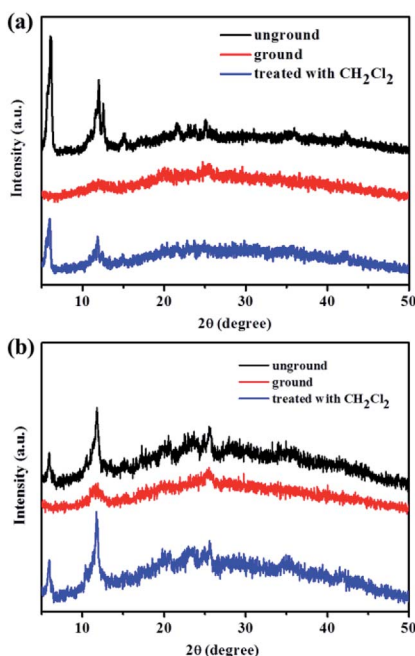 (a)
unground
ground
treated with CH₂Cl₂
Intensity (a.u.)
10 20 30 40 50
2θ (degree)
(b)
unground
ground
treated with CH₂Cl₂
Intensity (a.u.)
10 20 30 40 50
2θ (degree)